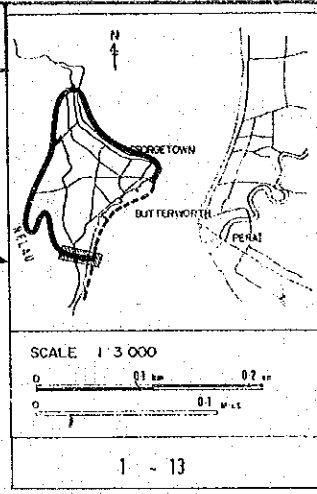 N
GEORGETOWN
BUTTERWORTH
PERAI
SCALE 1:3 000
0 0.1 km 0.2 km
0 0.1 MILES
1 ~ 13